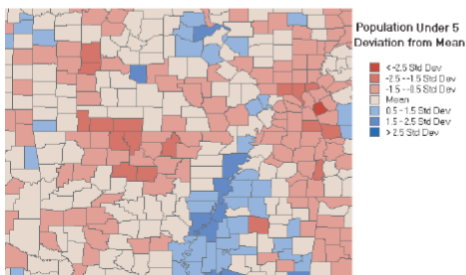 Population Under 5
Deviation from Mean
< -2.5 Std Dev
-2.5 - -1.5 Std Dev
-1.5 - -0.5 Std Dev
Mean
0.5 - 1.5 Std Dev
1.5 - 2.5 Std Dev
> 2.5 Std Dev